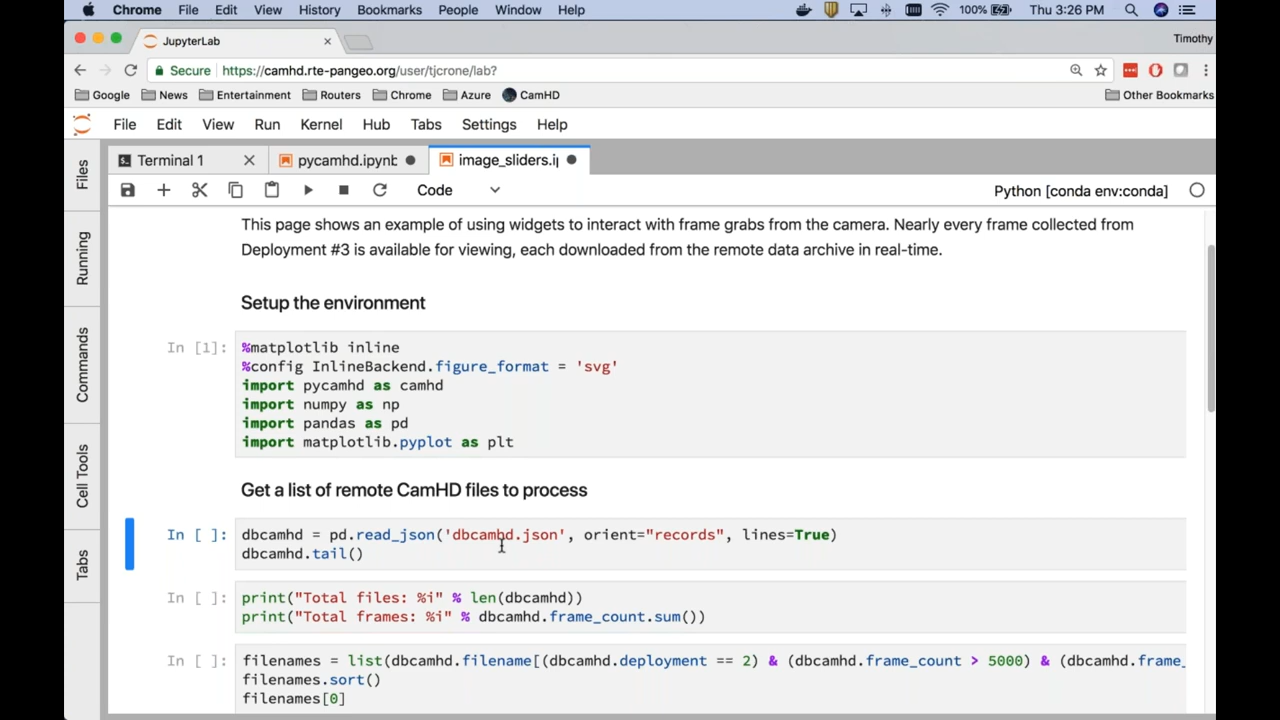 Chrome File Edit View History Bookmarks People Window Help 100% Thu 3:26 PM
JupyterLab Timothy
Secure https://camhd.rte-pangeo.org/user/tjcrone/lab?
Google News Entertainment Routers Chrome Azure CamHD Other Bookmarks
File Edit View Run Kernel Hub Tabs Settings Help
Files
Running
Commands
Cell Tools
Tabs
Terminal 1 pycamhd.ipynb image_sliders.i
Code Python [conda env:conda]
This page shows an example of using widgets to interact with frame grabs from the camera. Nearly every frame collected from
Deployment #3 is available for viewing, each downloaded from the remote data archive in real-time.
Setup the environment
In [1]: %matplotlib inline
%config InlineBackend.figure_format = 'svg'
import pycamhd as camhd
import numpy as np
import pandas as pd
import matplotlib.pyplot as plt
Get a list of remote CamHD files to process
In [ ]: dbcamhd = pd.read_json('dbcamhd.json', orient="records", lines=True)
dbcamhd.tail()
In [ ]: print("Total files: %i" % len(dbcamhd))
print("Total frames: %i" % dbcamhd.frame_count.sum())
In [ ]: filenames = list(dbcamhd.filename[(dbcamhd.deployment == 2) & (dbcamhd.frame_count > 5000) & (dbcamhd.frame_
filenames.sort()
filenames[0]